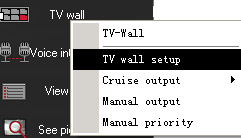 TV wall
TV-Wall
TV wall setup
Voice in
Cruise output
View
Manual output
Manual priority
See pi